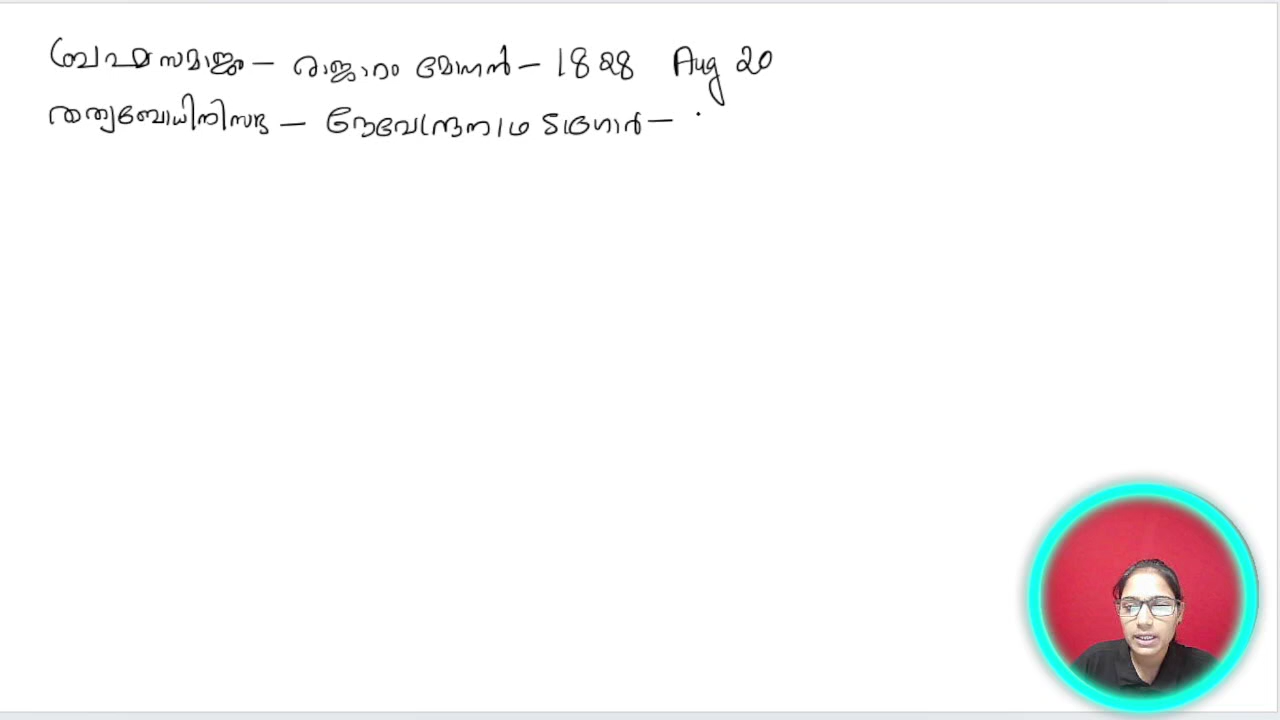 ബ്രഹ്മസമാജം – രാജാറാം മോഹൻ – 1828 Aug 20
തത്വബോധിനിസഭ – ദേവേന്ദ്രനാഥ ടാഗോർ –